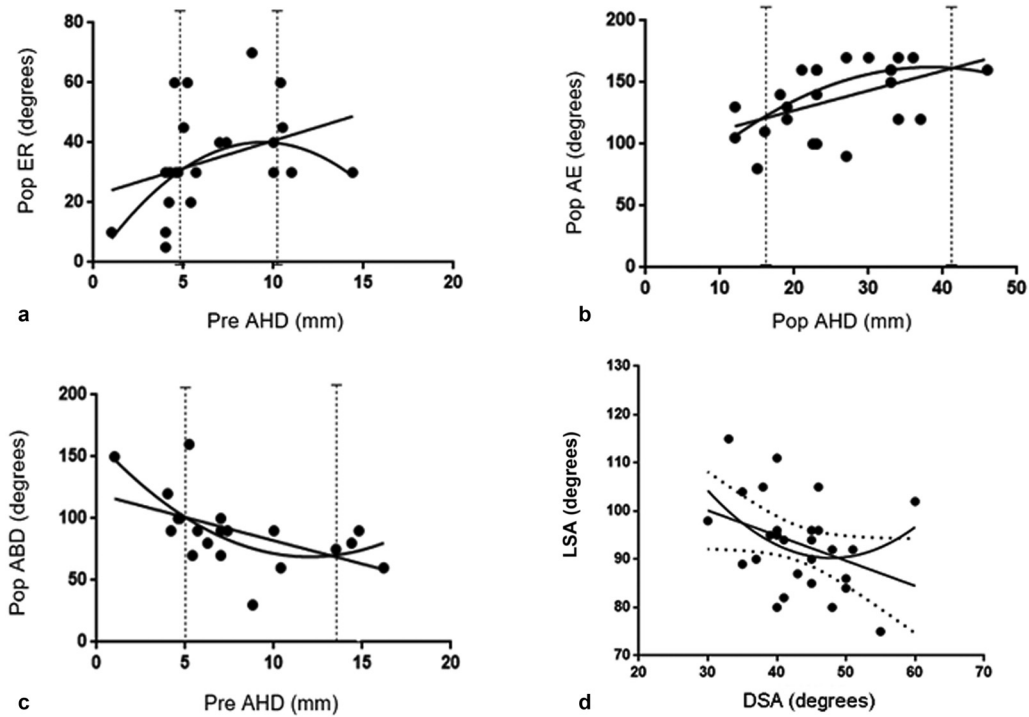 80
60
40
20
0
Pop ER (degrees)
0 5 10 15 20
Pre AHD (mm)
a
200
150
100
50
0
Pop AE (degrees)
0 10 20 30 40 50
Pop AHD (mm)
b
200
150
100
50
0
Pop ABD (degrees)
0 5 10 15 20
Pre AHD (mm)
c
130
120
110
100
90
80
70
LSA (degrees)
20 30 40 50 60 70
DSA (degrees)
d